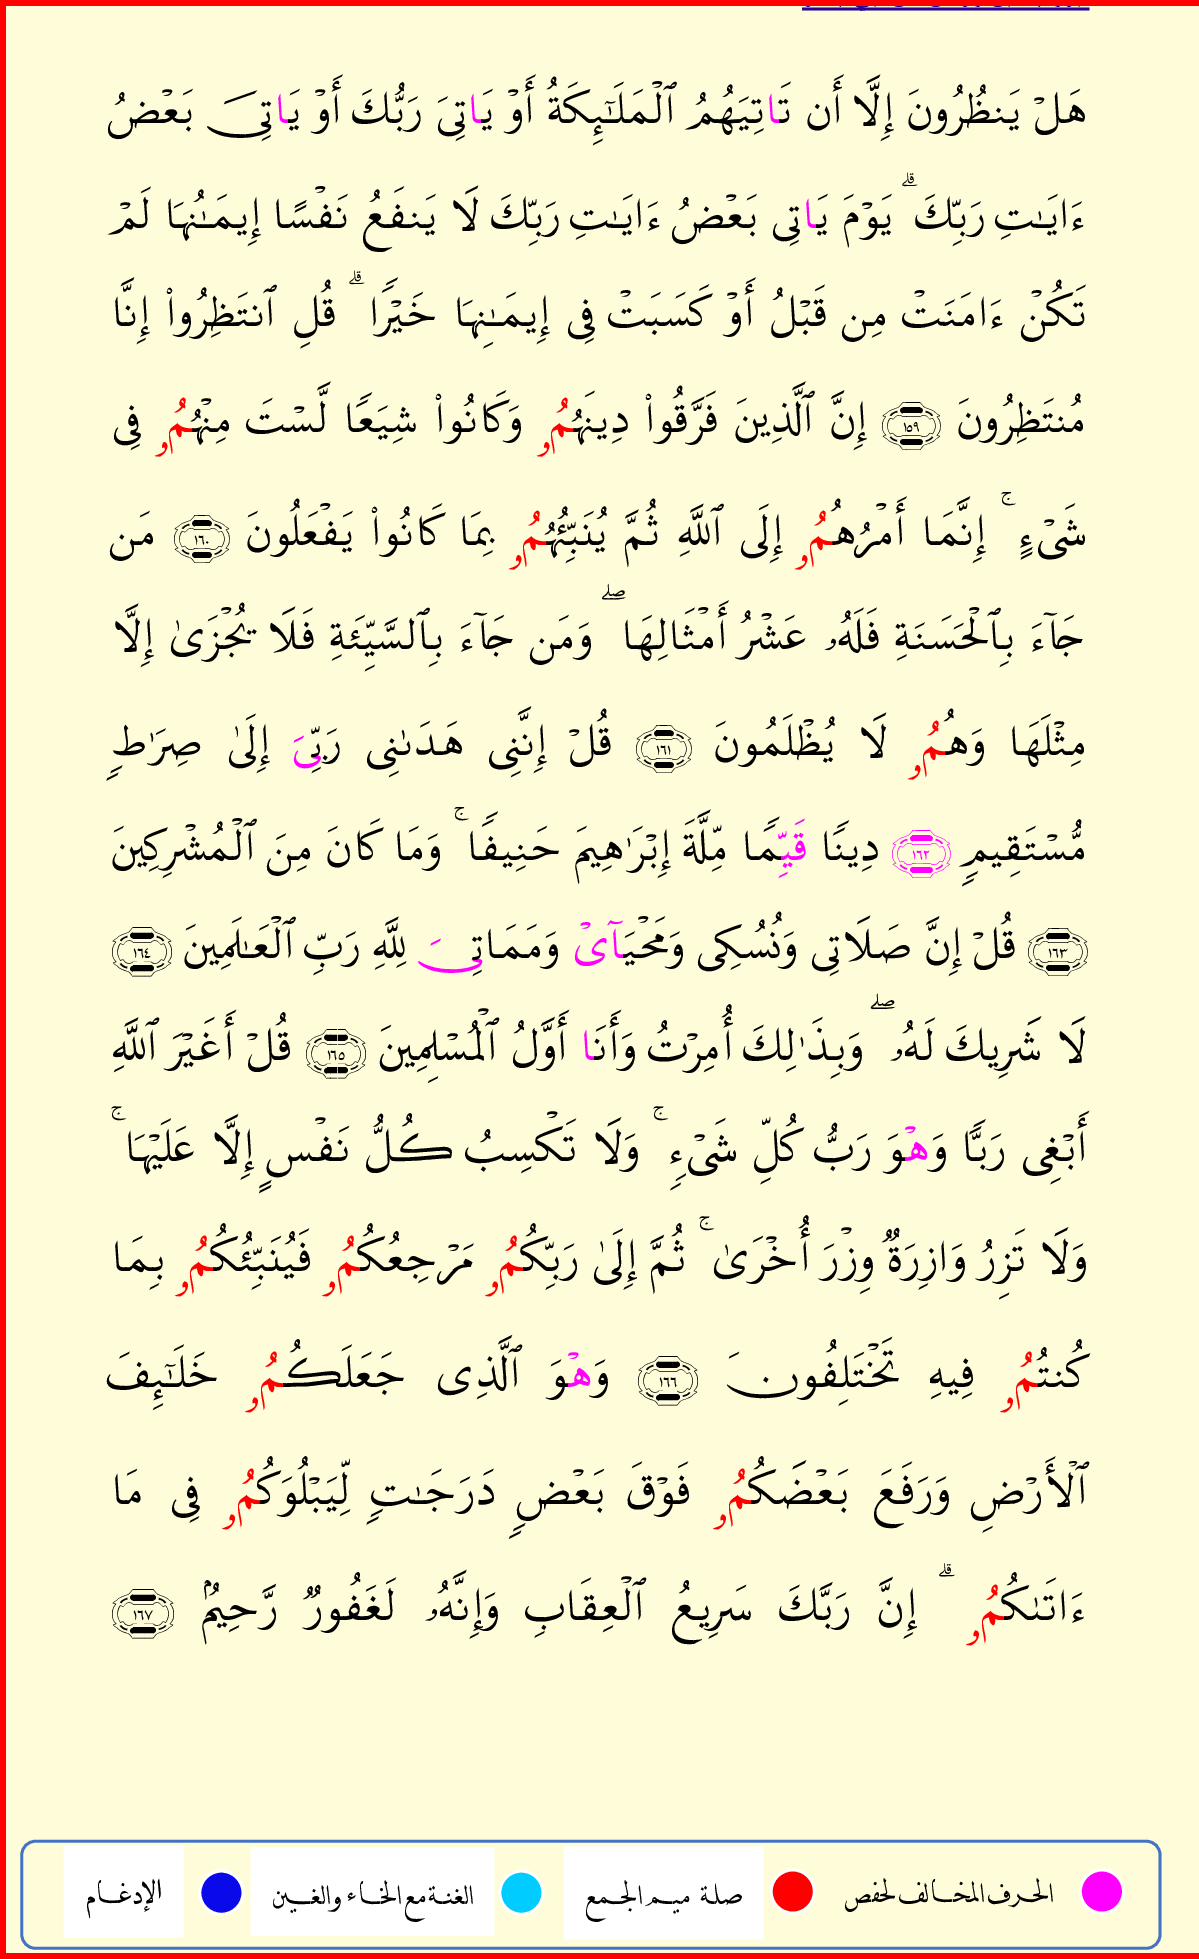 هَلۡ يَنظُرُونَ إِلَّا أَن تَاتِيَهُمُ ٱلۡمَلَٰٓئِكَةُ أَوۡ يَاتِىَ رَبُّكَ أَوۡ يَاتِىَ بَعۡضُ
ءَايَٰتِ رَبِّكَ ۗ يَوۡمَ يَاتِى بَعۡضُ ءَايَٰتِ رَبِّكَ لَا يَنفَعُ نَفۡسًا إِيمَٰنُهَا لَمۡ
تَكُنۡ ءَامَنَتۡ مِن قَبۡلُ أَوۡ كَسَبَتۡ فِى إِيمَٰنِهَا خَيۡرًا ۗ قُلِ ٱنتَظِرُواْ إِنَّا
مُنتَظِرُونَ ١٥٩ إِنَّ ٱلَّذِينَ فَرَّقُواْ دِينَهُمُۥ وَكَانُواْ شِيَعًا لَّسۡتَ مِنۡهُمُۥ فِى
شَىۡءٍ ۚ إِنَّمَا أَمۡرُهُمُۥ إِلَى ٱللَّهِ ثُمَّ يُنَبِّئُهُمُۥ بِمَا كَانُواْ يَفۡعَلُونَ ١٦٠ مَن
جَآءَ بِٱلۡحَسَنَةِ فَلَهُۥ عَشۡرُ أَمۡثَالِهَا ۖ وَمَن جَآءَ بِٱلسَّيِّئَةِ فَلَا يُجۡزَىٰ إِلَّا
مِثۡلَهَا وَهُمُۥ لَا يُظۡلَمُونَ ١٦١ قُلۡ إِنَّنِى هَدَىٰنِى رَبِّىَ إِلَىٰ صِرَٰطٍ
مُّسۡتَقِيمٍ ١٦٢ دِينًا قَيِّمًا مِّلَّةَ إِبۡرَٰهِيمَ حَنِيفًا ۚ وَمَا كَانَ مِنَ ٱلۡمُشۡرِكِينَ
١٦٣ قُلۡ إِنَّ صَلَاتِى وَنُسُكِى وَمَحۡيَآىۡ وَمَمَاتِىَ لِلَّهِ رَبِّ ٱلۡعَٰلَمِينَ ١٦٤
لَا شَرِيكَ لَهُۥ ۖ وَبِذَٰلِكَ أُمِرۡتُ وَأَنَا أَوَّلُ ٱلۡمُسۡلِمِينَ ١٦٥ قُلۡ أَغَيۡرَ ٱللَّهِ
أَبۡغِى رَبًّا وَهۡوَ رَبُّ كُلِّ شَىۡءٍ ۚ وَلَا تَكۡسِبُ كُلُّ نَفۡسٍ إِلَّا عَلَيۡهَا ۚ
وَلَا تَزِرُ وَازِرَةٌ وِزۡرَ أُخۡرَىٰ ۚ ثُمَّ إِلَىٰ رَبِّكُمُۥ مَرۡجِعُكُمُۥ فَيُنَبِّئُكُمُۥ بِمَا
كُنتُمُۥ فِيهِ تَخۡتَلِفُونَ ١٦٦ وَهۡوَ ٱلَّذِى جَعَلَكُمُۥ خَلَٰٓئِفَ
ٱلۡأَرۡضِ وَرَفَعَ بَعۡضَكُمُۥ فَوۡقَ بَعۡضٍ دَرَجَٰتٍ لِّيَبۡلُوَكُمُۥ فِى مَا
ءَاتَىٰكُمُۥ ۗ إِنَّ رَبَّكَ سَرِيعُ ٱلۡعِقَابِ وَإِنَّهُۥ لَغَفُورٌ رَّحِيمُۢ ١٦٧
الحرف المخالف لحفص صلة ميم الجمع الغنة مع الخاء والغين الإدغام